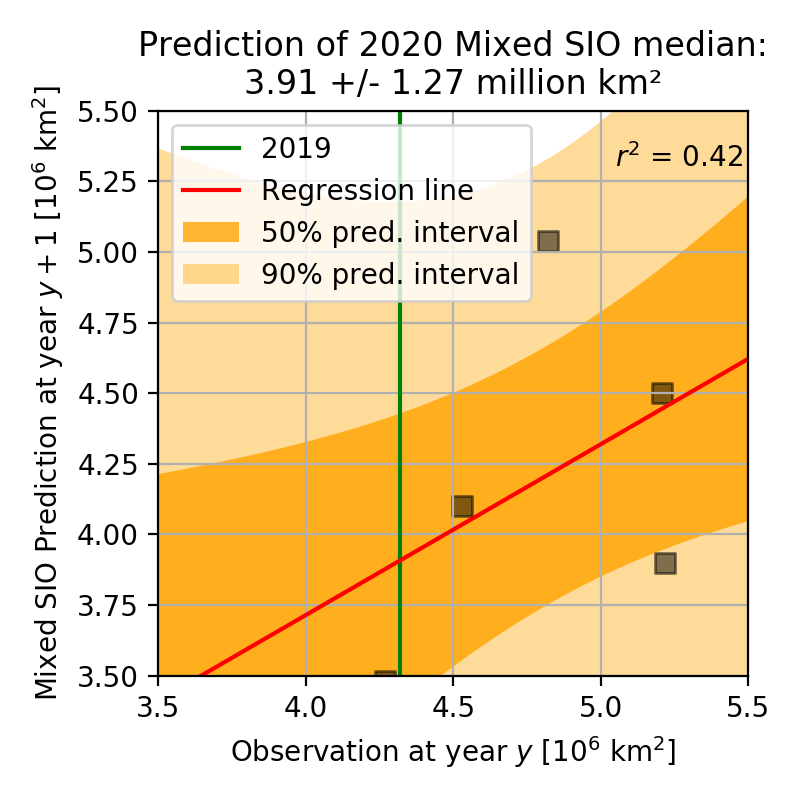 Prediction of 2020 Mixed SIO median:
3.91 +/- 1.27 million km²
Mixed SIO Prediction at year y + 1 [10⁶ km²]
5.50
5.25
5.00
4.75
4.50
4.25
4.00
3.75
3.50
2019
Regression line
50% pred. interval
90% pred. interval
r² = 0.42
3.5 4.0 4.5 5.0 5.5
Observation at year y [10⁶ km²]